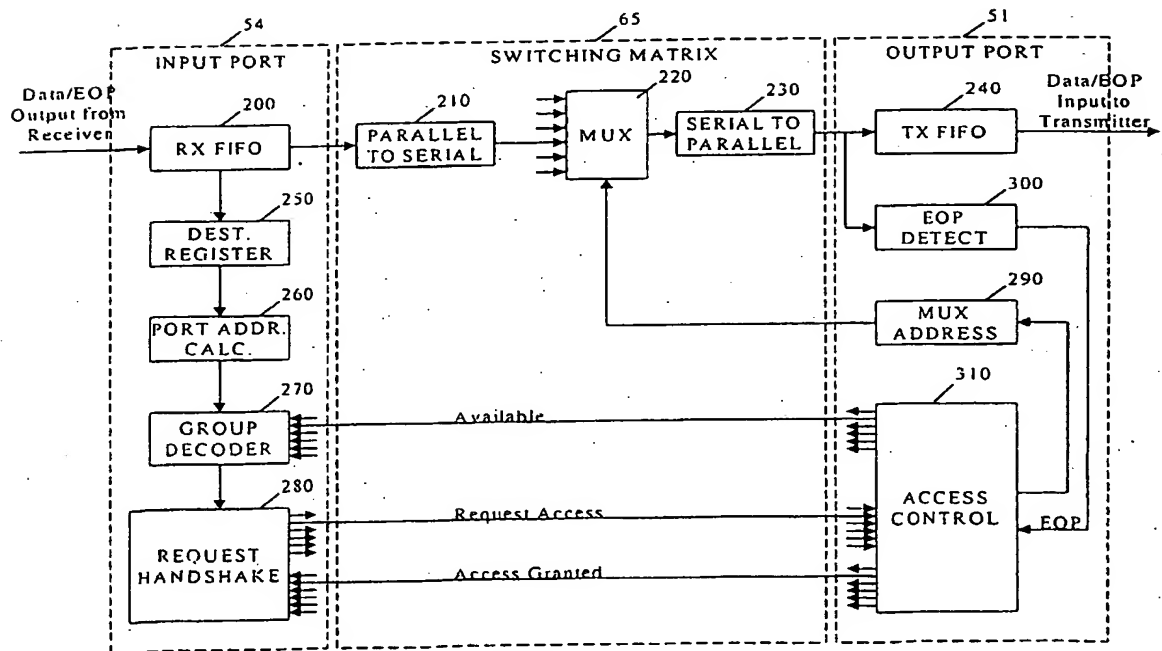 54
65
51
INPUT PORT
SWITCHING MATRIX
OUTPUT PORT
Data/EOP
Output from
Receiver
200
RX FIFO
210
PARALLEL
TO SERIAL
220
MUX
230
SERIAL TO
PARALLEL
240
TX FIFO
Data/EOP
Input to
Transmitter
250
DEST.
REGISTER
300
EOP
DETECT
260
PORT ADDR.
CALC.
290
MUX
ADDRESS
270
GROUP
DECODER
Available
310
ACCESS
CONTROL
EOP
280
REQUEST
HANDSHAKE
Request Access
Access Granted